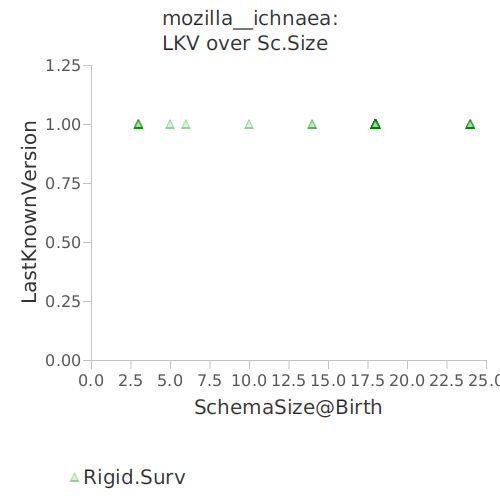 mozilla__ichnaea:
LKV over Sc.Size
LastKnownVersion
1.25
1.00
0.75
0.50
0.25
0.00
0.0 2.5 5.0 7.5 10.0 12.5 15.0 17.5 20.0 22.5 25.0
SchemaSize@Birth
Rigid.Surv